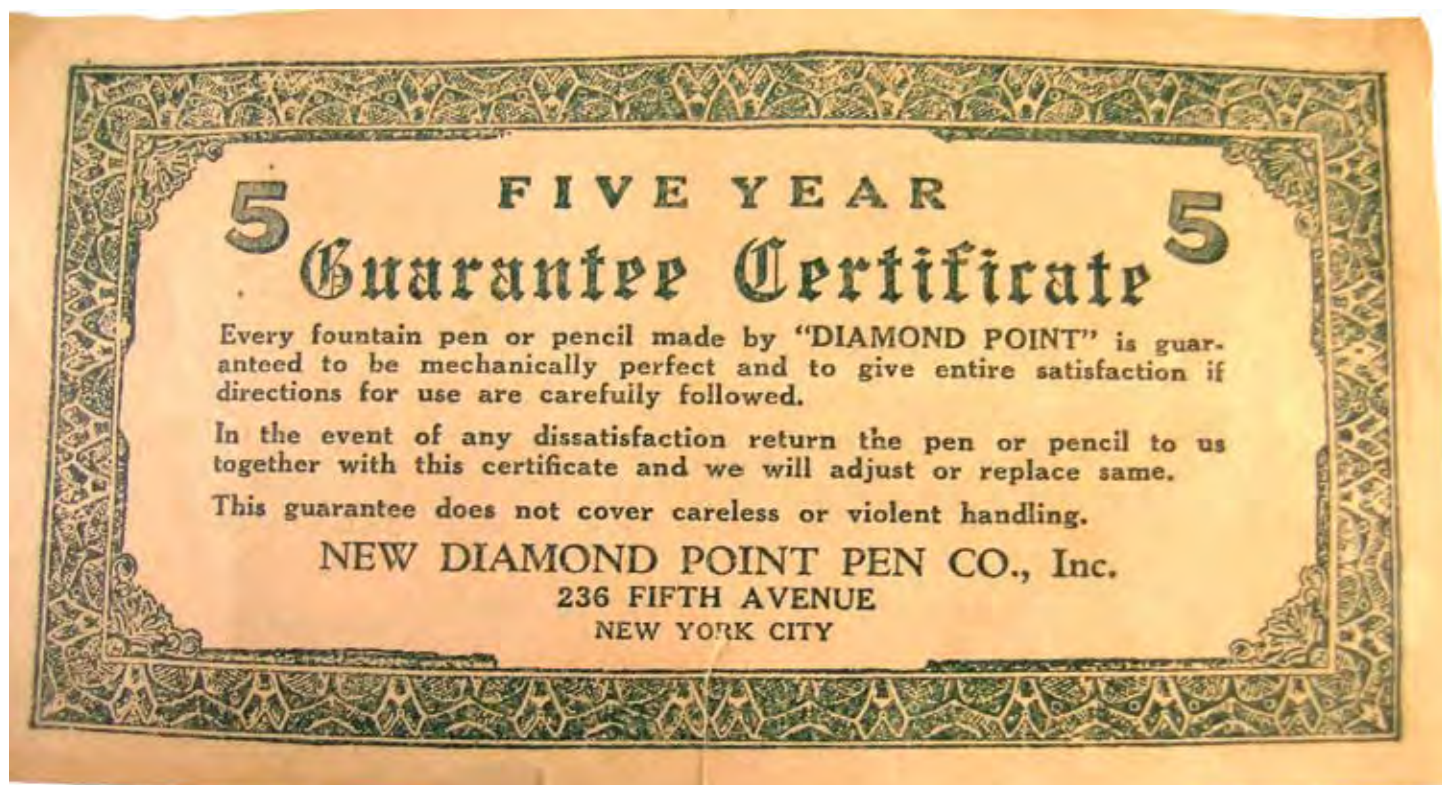 FIVE YEAR
5 Guarantee Certificate 5
Every fountain pen or pencil made by "DIAMOND POINT" is guar-
anteed to be mechanically perfect and to give entire satisfaction if
directions for use are carefully followed.
In the event of any dissatisfaction return the pen or pencil to us
together with this certificate and we will adjust or replace same.
This guarantee does not cover careless or violent handling.
NEW DIAMOND POINT PEN CO., Inc.
236 FIFTH AVENUE
NEW YORK CITY